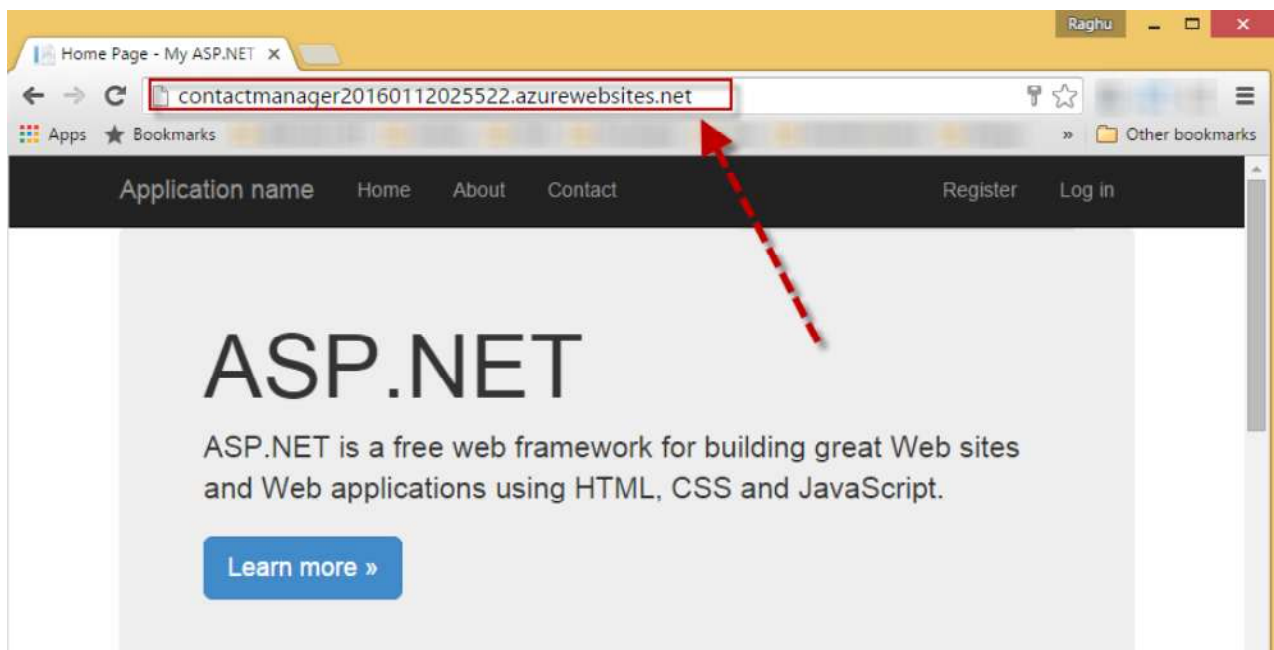 Raghu
Home Page - My ASP.NET
contactmanager20160112025522.azurewebsites.net
Apps Bookmarks » Other bookmarks
Application name Home About Contact Register Log in
ASP.NET
ASP.NET is a free web framework for building great Web sites
and Web applications using HTML, CSS and JavaScript.
Learn more »